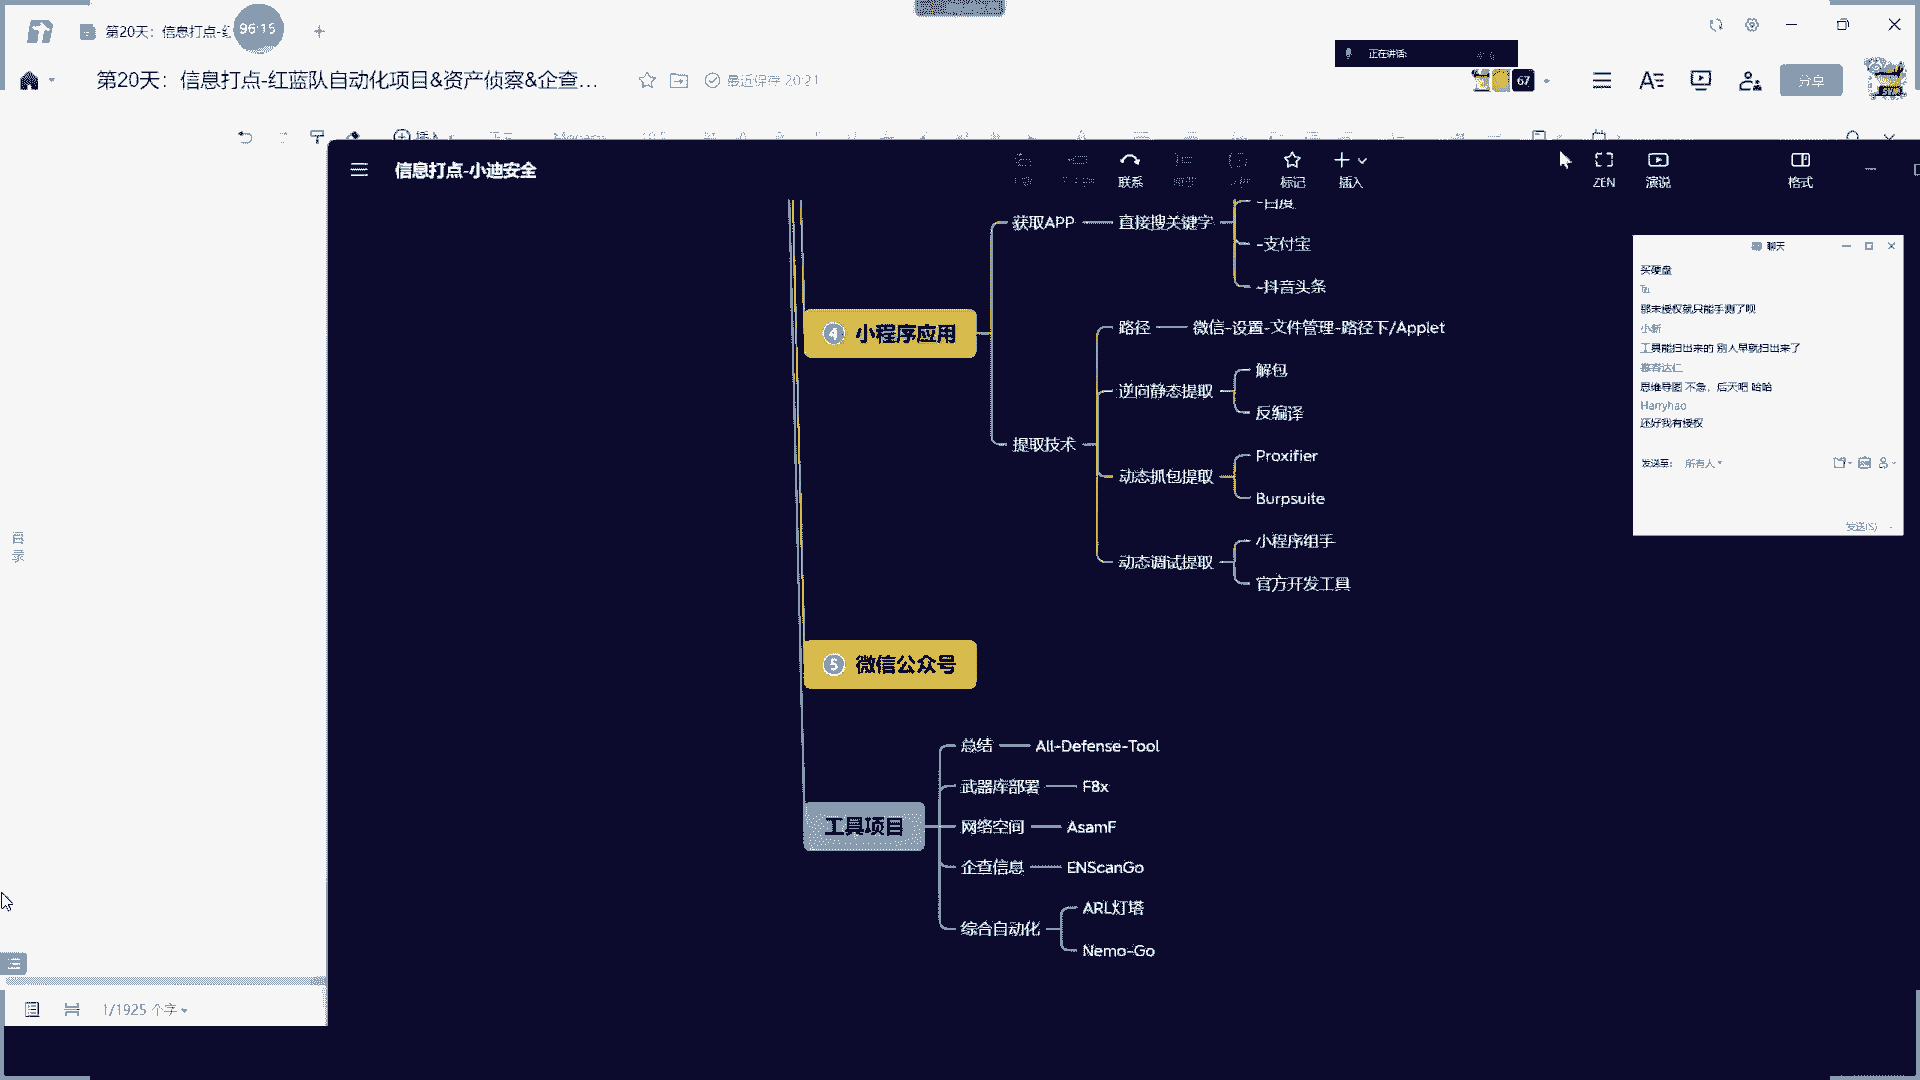 第20天：信息打点-红
96:15
正在讲话:
第20天：信息打点-红蓝队自动化项目&资产侦察&企查...
最近保存 20:21
67
分享
插入
信息打点-小迪安全
联系
标记
插入
ZEN
演说
格式
-百度
获取APP
直接搜关键字
-支付宝
-抖音头条
④ 小程序应用
路径
微信-设置-文件管理-路径下/Applet
逆向静态提取
解包
反编译
提取技术
动态抓包提取
Proxifier
Burpsuite
动态调试提取
小程序组手
官方开发工具
⑤ 微信公众号
工具项目
总结
All-Defense-Tool
武器库部署
F8x
网络空间
AsamF
企查信息
ENScanGo
综合自动化
ARL灯塔
Nemo-Go
聊天
买硬盘
那未授权就只能手测了呗
小新
工具能扫出来的 别人早就扫出来了
慕容达仁
思维导图 不急，后天吧 哈哈
Harryhao
还好我有授权
发送至: 所有人
发送(S)
目录
1/1925 个字